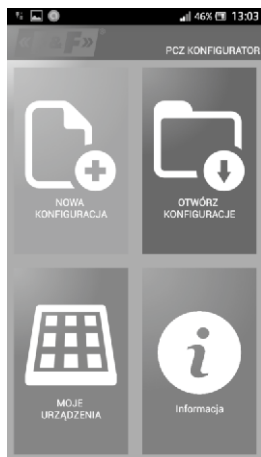 46% 13:03
«F&F»
PCZ KONFIGURATOR
NOWA
KONFIGURACJA
OTWÓRZ
KONFIGURACJE
MOJE
URZĄDZENIA
Informacja